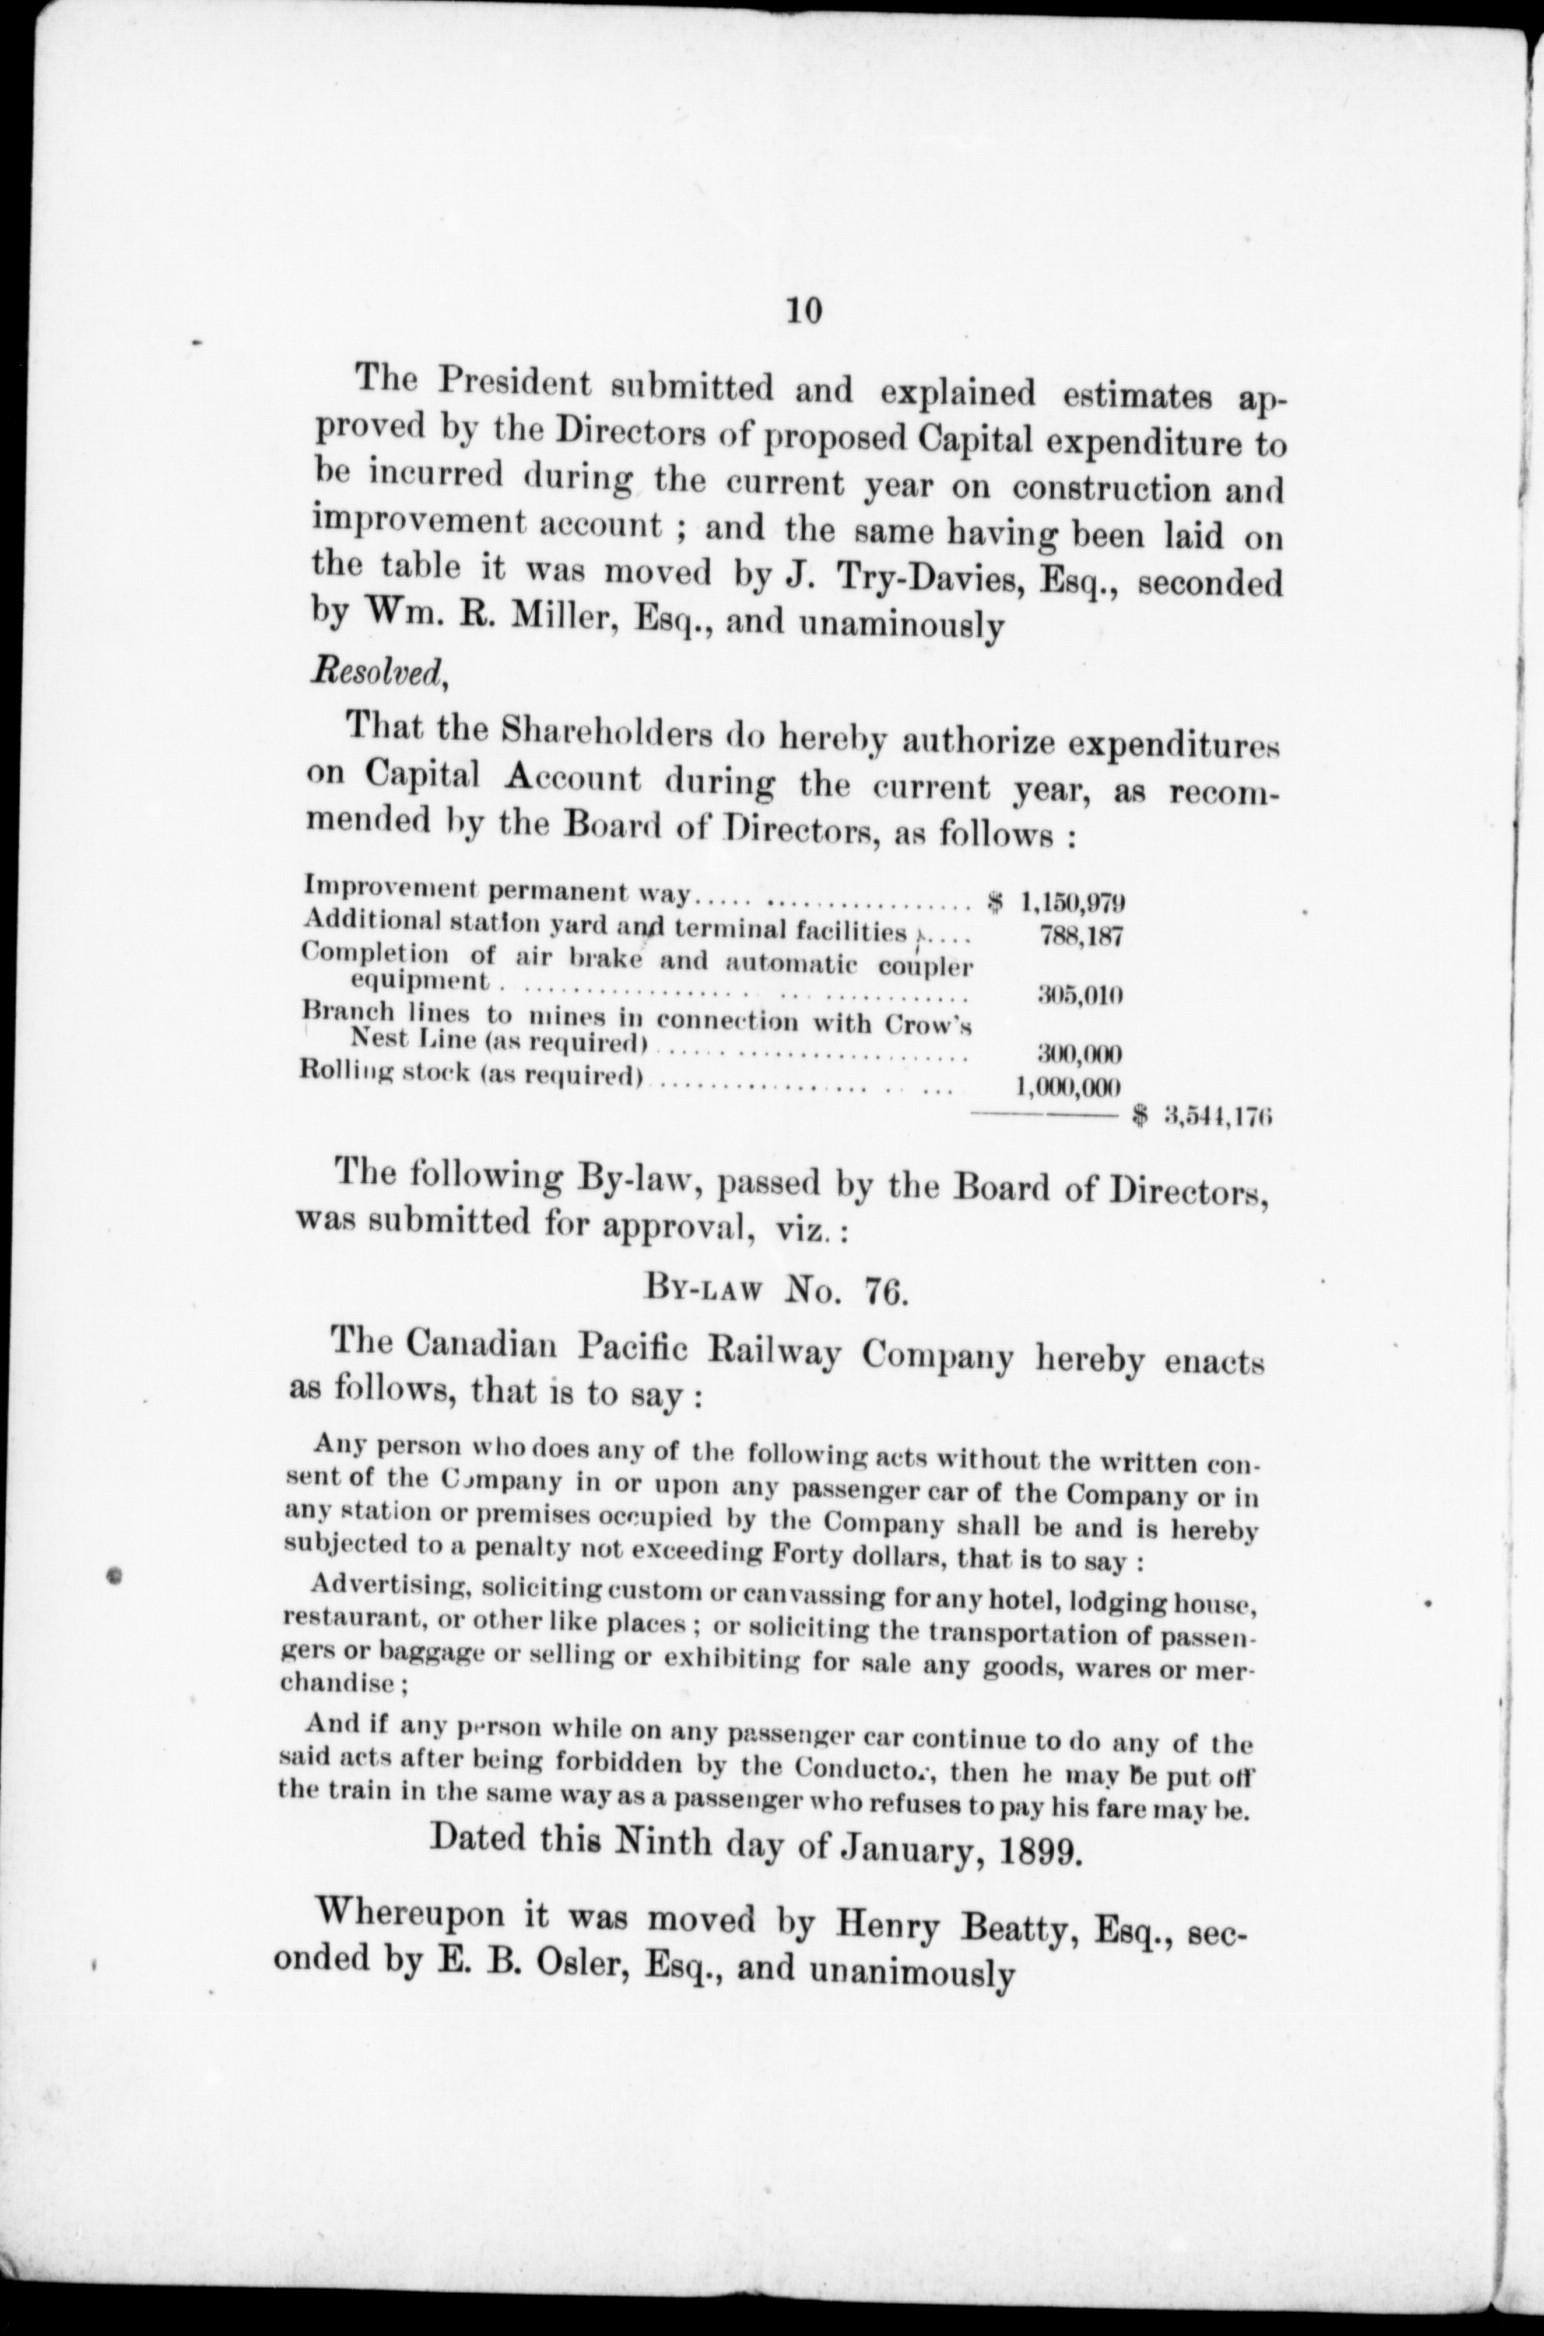 10
The President submitted and explained estimates ap-
proved by the Directors of proposed Capital expenditure to
be incurred during the current year on construction and
improvement account ; and the same having been laid on
the table it was moved by J. Try-Davies, Esq., seconded
by Wm. R. Miller, Esq., and unaminously
Resolved,
That the Shareholders do hereby authorize expenditures
on Capital Account during the current year, as recom-
mended by the Board of Directors, as follows :
Improvement permanent way..... .................. $ 1,150,979
Additional station yard and terminal facilities ..... 788,187
Completion of air brake and automatic coupler
equipment . .................. .. ............. 305,010
Branch lines to mines in connection with Crow's
Nest Line (as required) ......................... 300,000
Rolling stock (as required) .................. . . ... 1,000,000
$ 3,544,176
The following By-law, passed by the Board of Directors,
was submitted for approval, viz. :
BY-LAW No. 76.
The Canadian Pacific Railway Company hereby enacts
as follows, that is to say :
Any person who does any of the following acts without the written con-
sent of the Company in or upon any passenger car of the Company or in
any station or premises occupied by the Company shall be and is hereby
subjected to a penalty not exceeding Forty dollars, that is to say :
Advertising, soliciting custom or canvassing for any hotel, lodging house,
restaurant, or other like places ; or soliciting the transportation of passen-
gers or baggage or selling or exhibiting for sale any goods, wares or mer-
chandise ;
And if any person while on any passenger car continue to do any of the
said acts after being forbidden by the Conductor, then he may be put off
the train in the same way as a passenger who refuses to pay his fare may be.
Dated this Ninth day of January, 1899.
Whereupon it was moved by Henry Beatty, Esq., sec-
onded by E. B. Osler, Esq., and unanimously